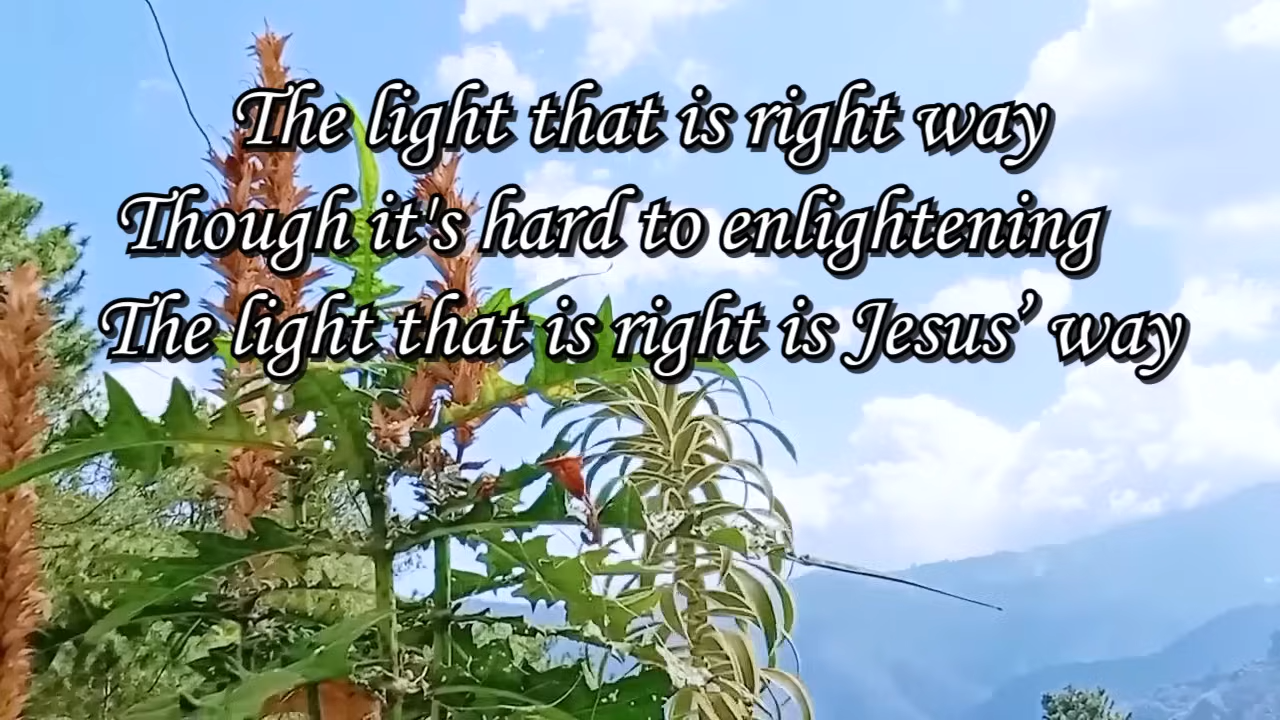 The light that is right way
Though it's hard to enlightening
The light that is right is Jesus’ way